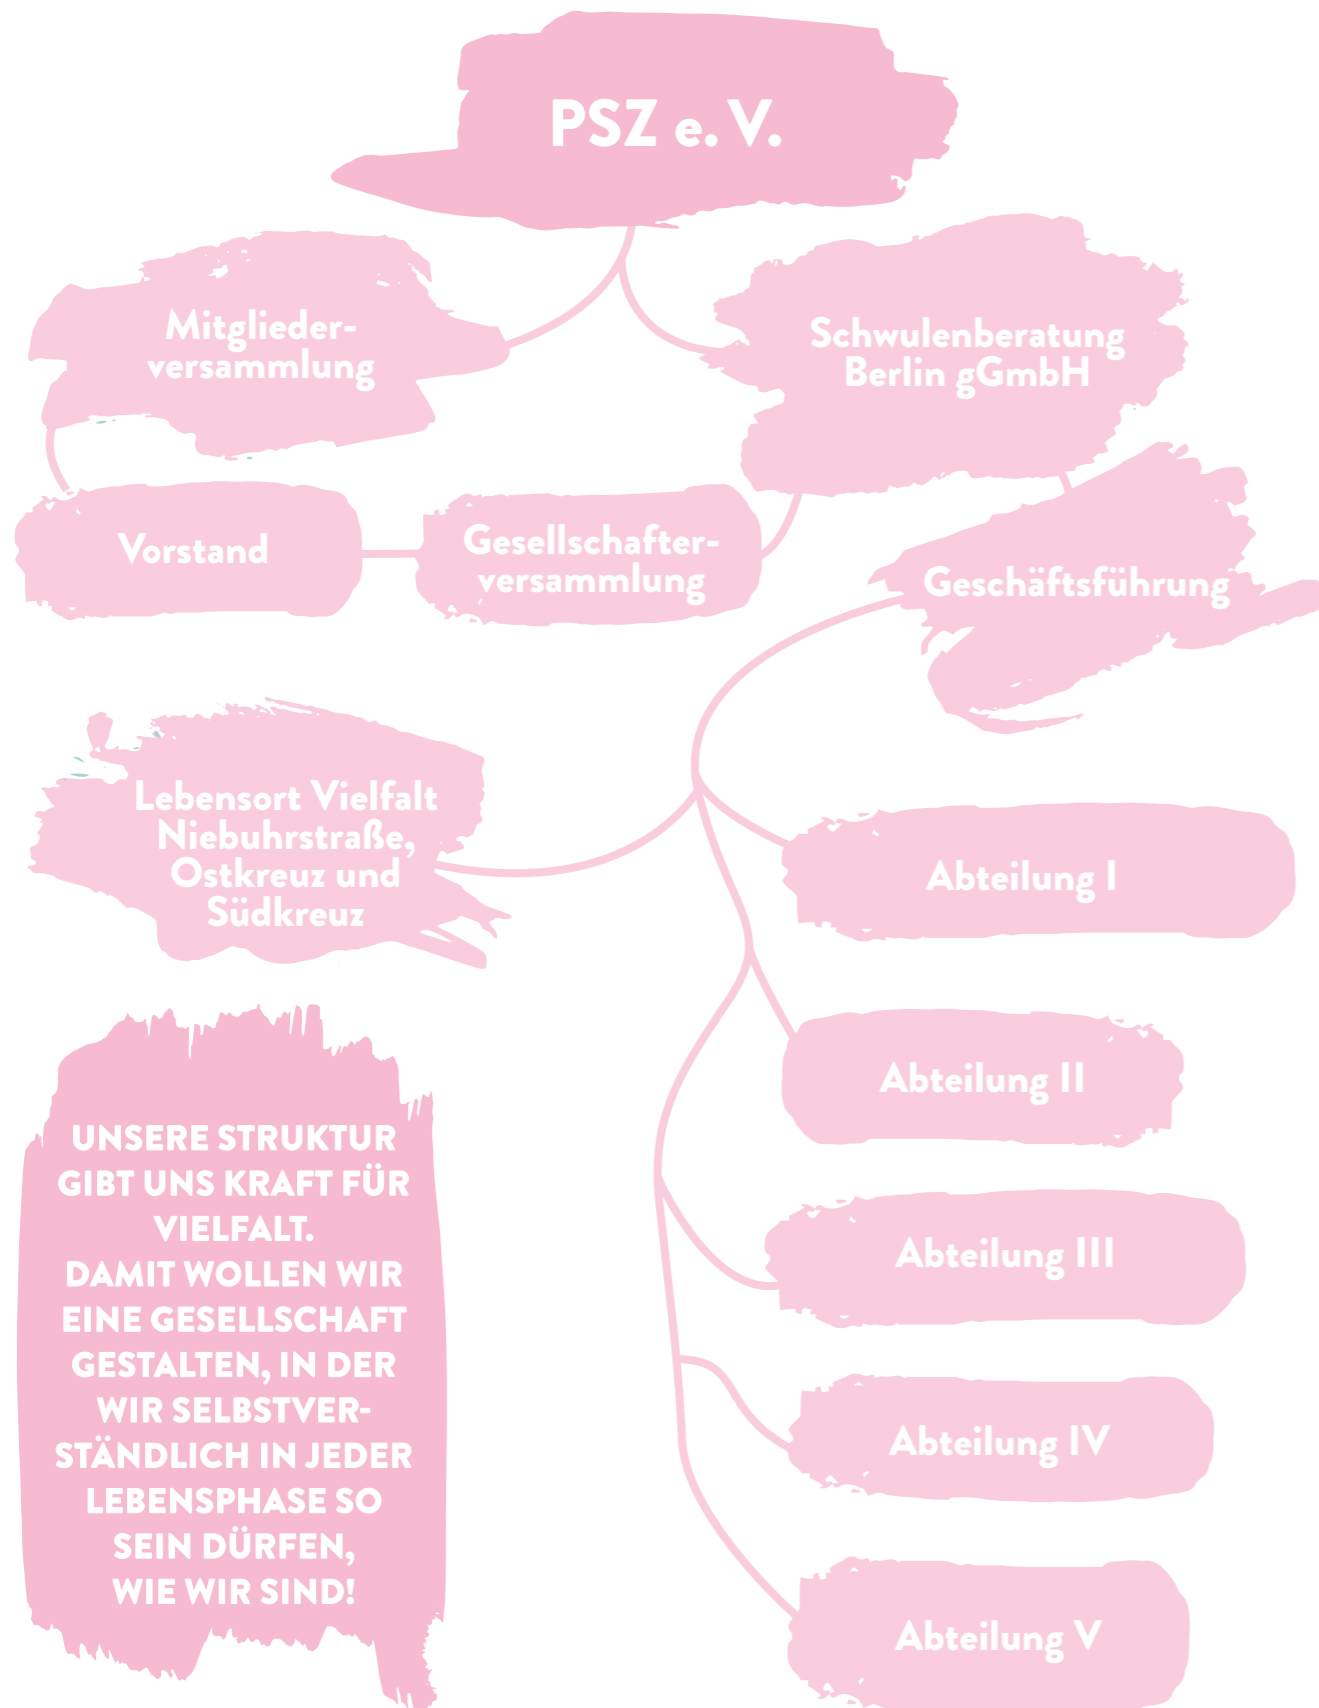 PSZ e. V.
Mitglieder-
versammlung
Schwulenberatung
Berlin gGmbH
Vorstand
Gesellschafter-
versammlung
Geschäftsführung
Lebensort Vielfalt
Niebuhrstraße,
Ostkreuz und
Südkreuz
Abteilung I
Abteilung II
Abteilung III
Abteilung IV
Abteilung V
UNSERE STRUKTUR
GIBT UNS KRAFT FÜR
VIELFALT.
DAMIT WOLLEN WIR
EINE GESELLSCHAFT
GESTALTEN, IN DER
WIR SELBSTVER-
STÄNDLICH IN JEDER
LEBENSPHASE SO
SEIN DÜRFEN,
WIE WIR SIND!